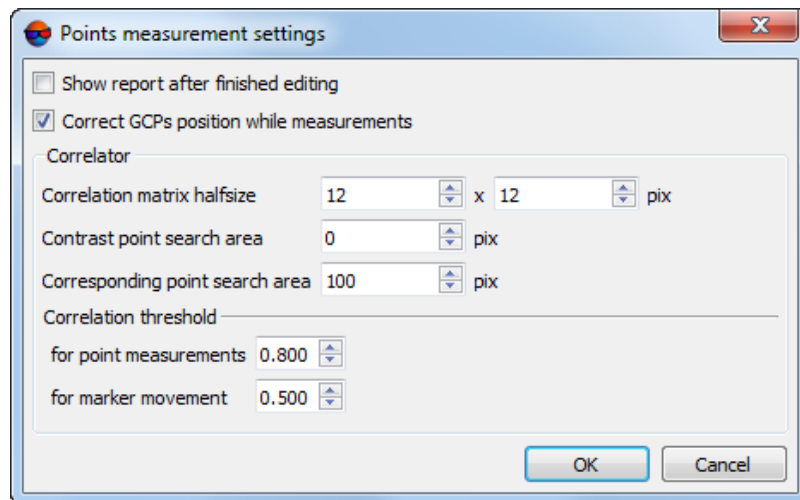 Points measurement settings
Show report after finished editing
Correct GCPs position while measurements
Correlator
Correlation matrix halfsize 12 x 12 pix
Contrast point search area 0 pix
Corresponding point search area 100 pix
Correlation threshold
for point measurements 0.800
for marker movement 0.500
OK Cancel